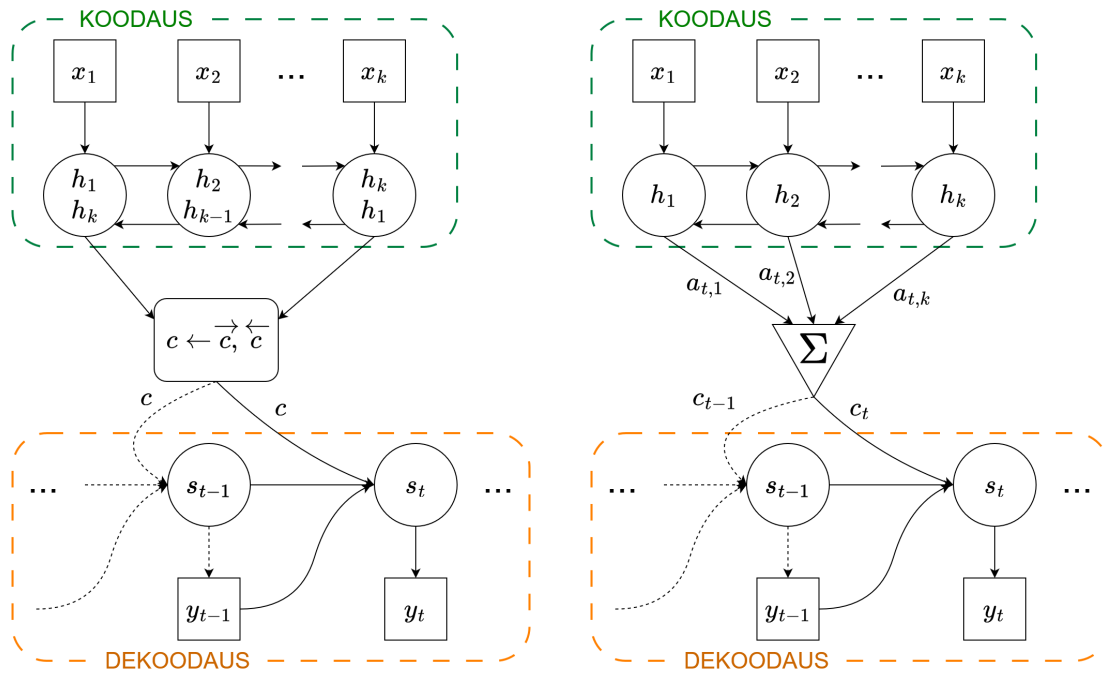 KOODAUS
x₁ x₂ ... xₖ
h₁ h₂ hₖ
hₖ hₖ₋₁ h₁
c ← c⃗, c⃖
c c
... sₜ₋₁ sₜ ...
yₜ₋₁ yₜ
DEKOODAUS
KOODAUS
x₁ x₂ ... xₖ
h₁ h₂ hₖ
aₜ,₁ aₜ,₂ aₜ,ₖ
Σ
cₜ₋₁ cₜ
... sₜ₋₁ sₜ ...
yₜ₋₁ yₜ
DEKOODAUS